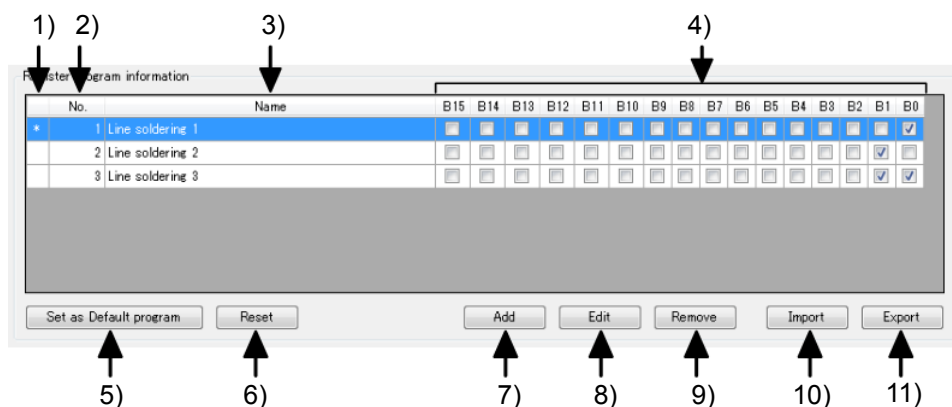 1) 2) 3) 4)
Register program information
No. Name B15 B14 B13 B12 B11 B10 B9 B8 B7 B6 B5 B4 B3 B2 B1 B0
* 1 Line soldering 1
2 Line soldering 2
3 Line soldering 3
Set as Default program Reset Add Edit Remove Import Export
5) 6) 7) 8) 9) 10) 11)